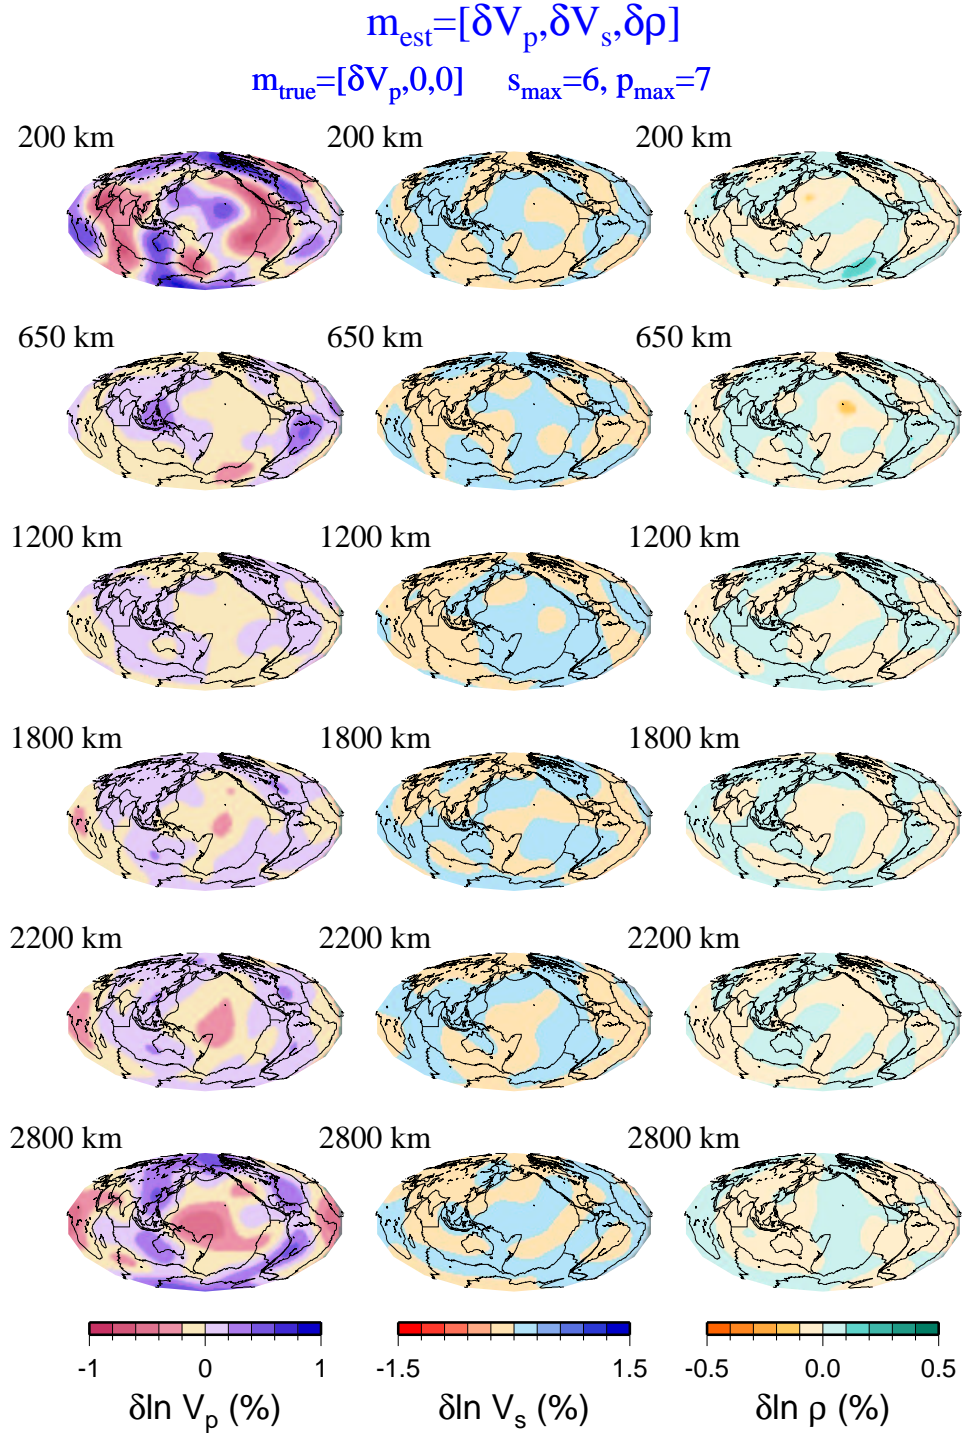 m_est=[δV_p,δV_s,δρ]
m_true=[δV_p,0,0] s_max=6, p_max=7
200 km 200 km 200 km
650 km 650 km 650 km
1200 km 1200 km 1200 km
1800 km 1800 km 1800 km
2200 km 2200 km 2200 km
2800 km 2800 km 2800 km
-1 0 1 -1.5 1.5 -0.5 0.0 0.5
δln V_p (%) δln V_s (%) δln ρ (%)